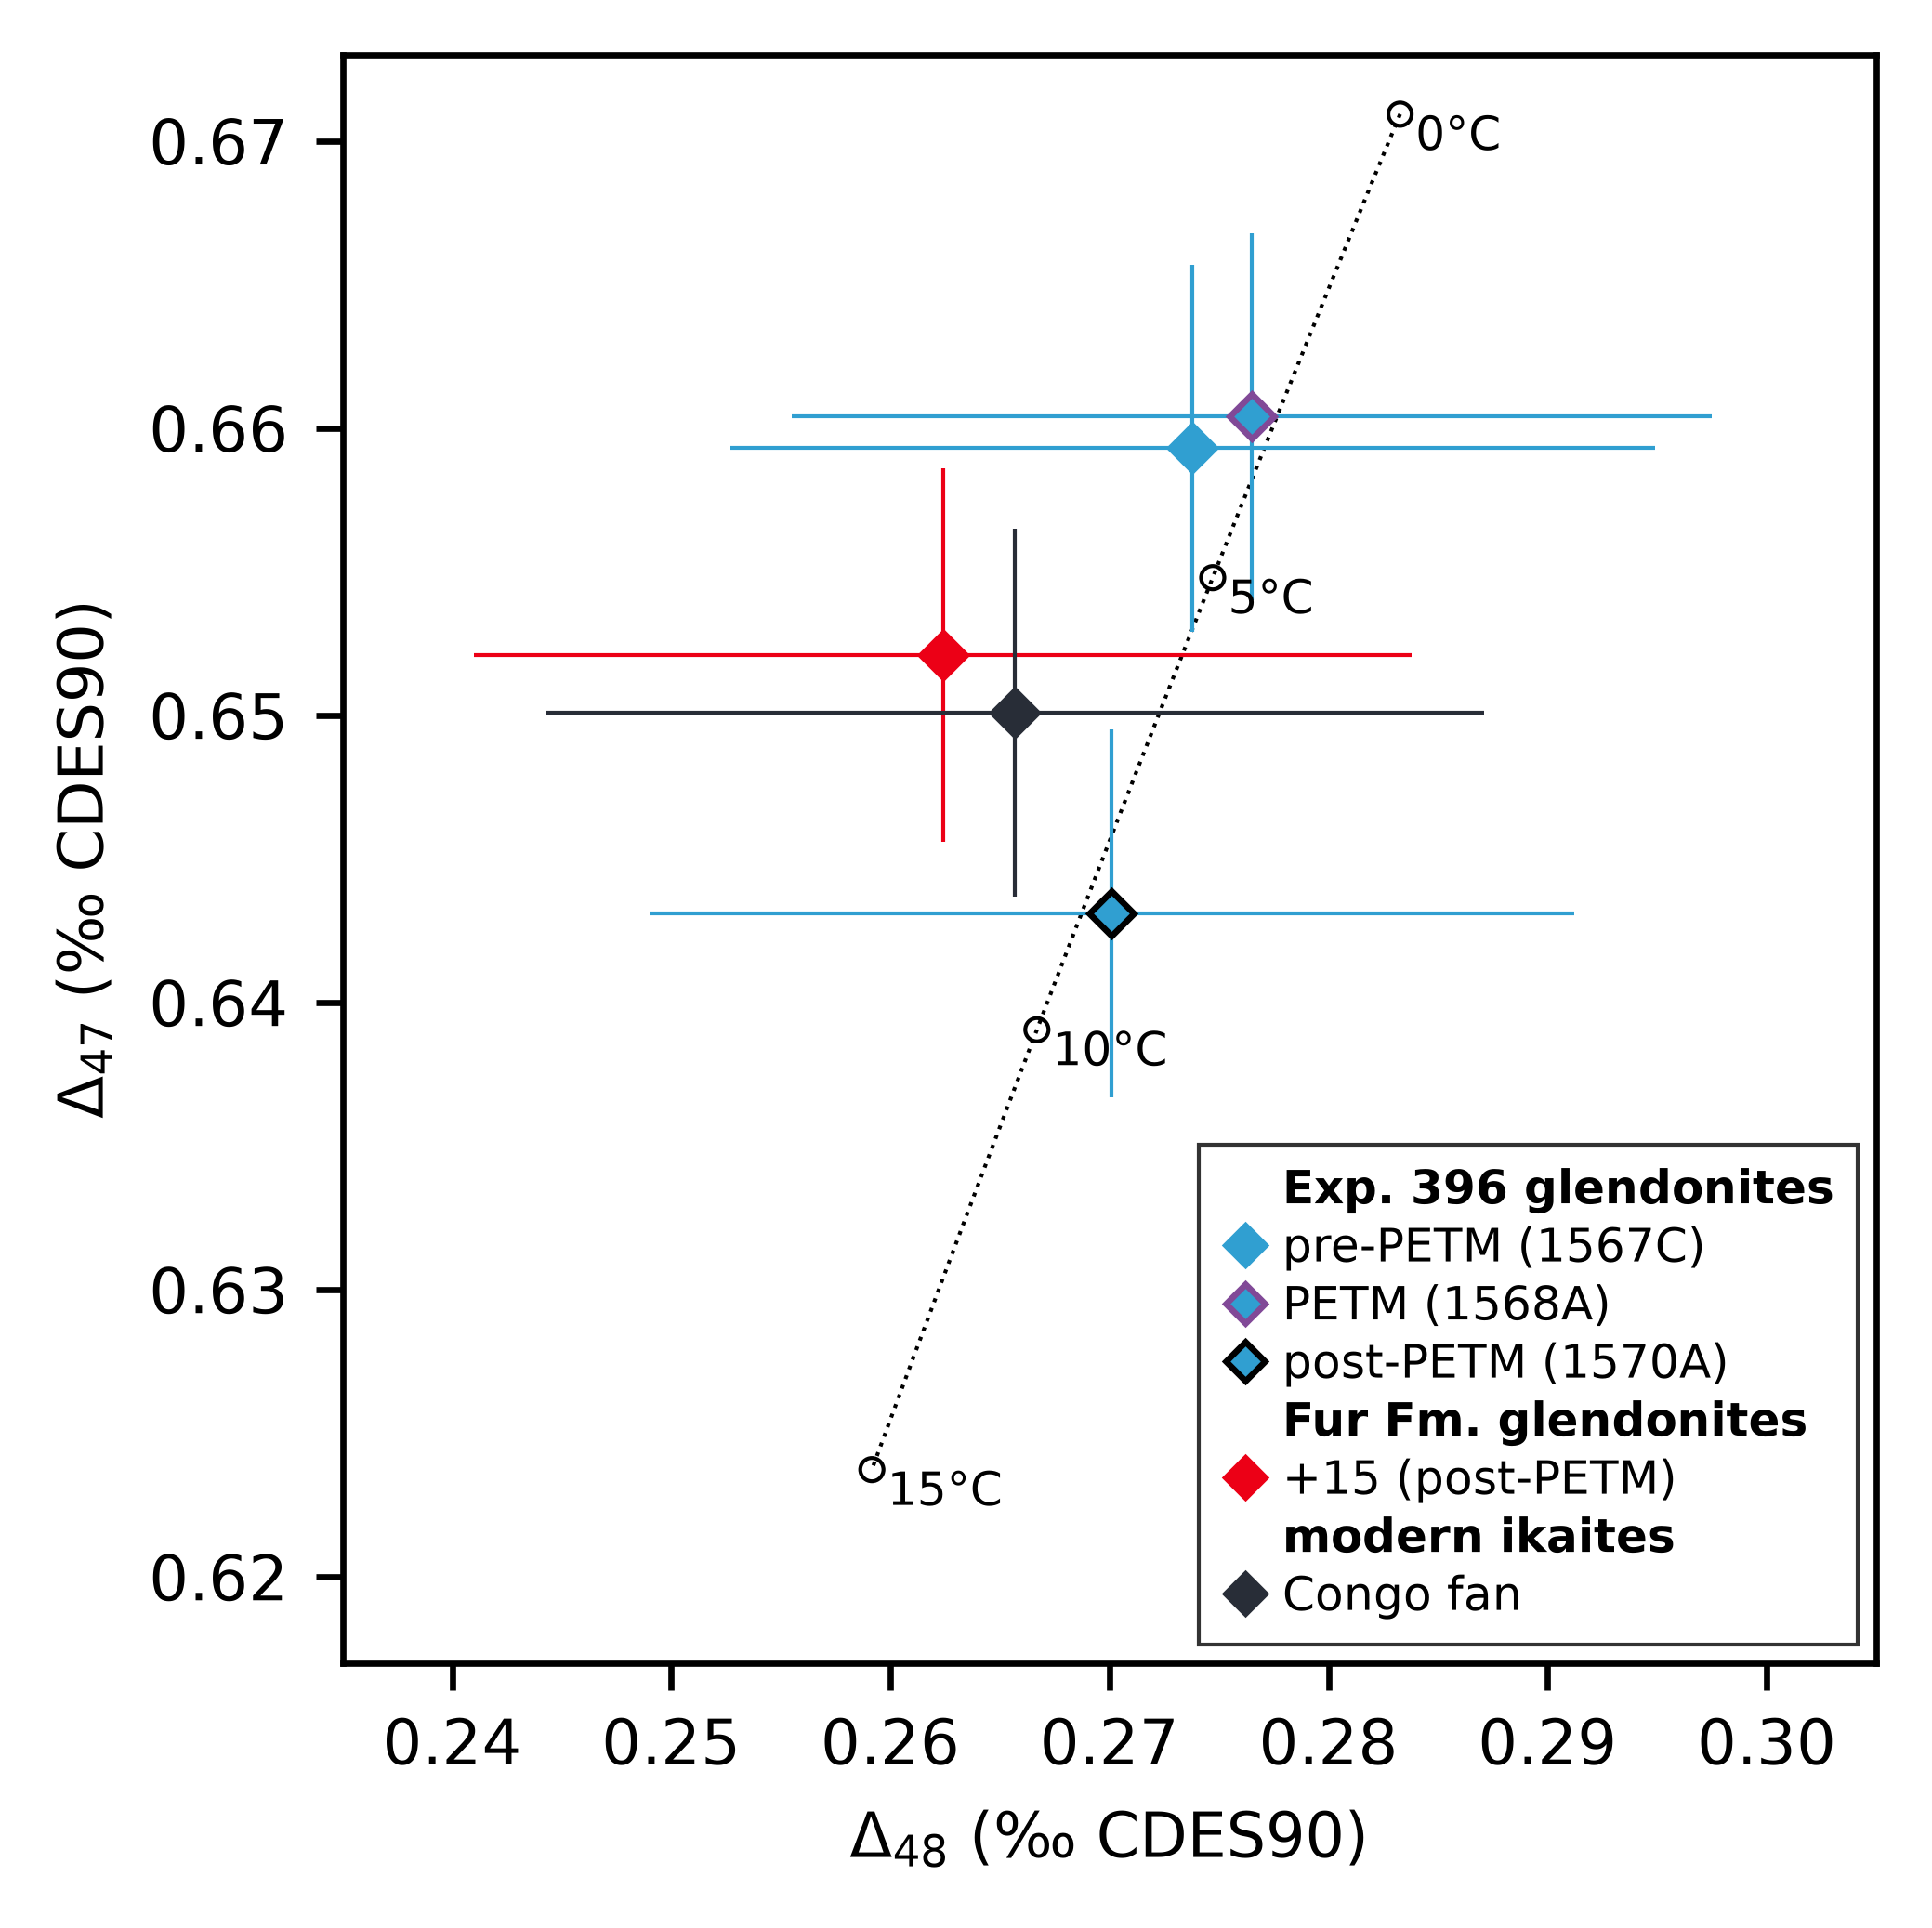 0.67
0.66
0.65
0.64
0.63
0.62
Δ47 (‰ CDES90)
0°C
5°C
10°C
15°C
Exp. 396 glendonites
pre-PETM (1567C)
PETM (1568A)
post-PETM (1570A)
Fur Fm. glendonites
+15 (post-PETM)
modern ikaites
Congo fan
0.24 0.25 0.26 0.27 0.28 0.29 0.30
Δ48 (‰ CDES90)